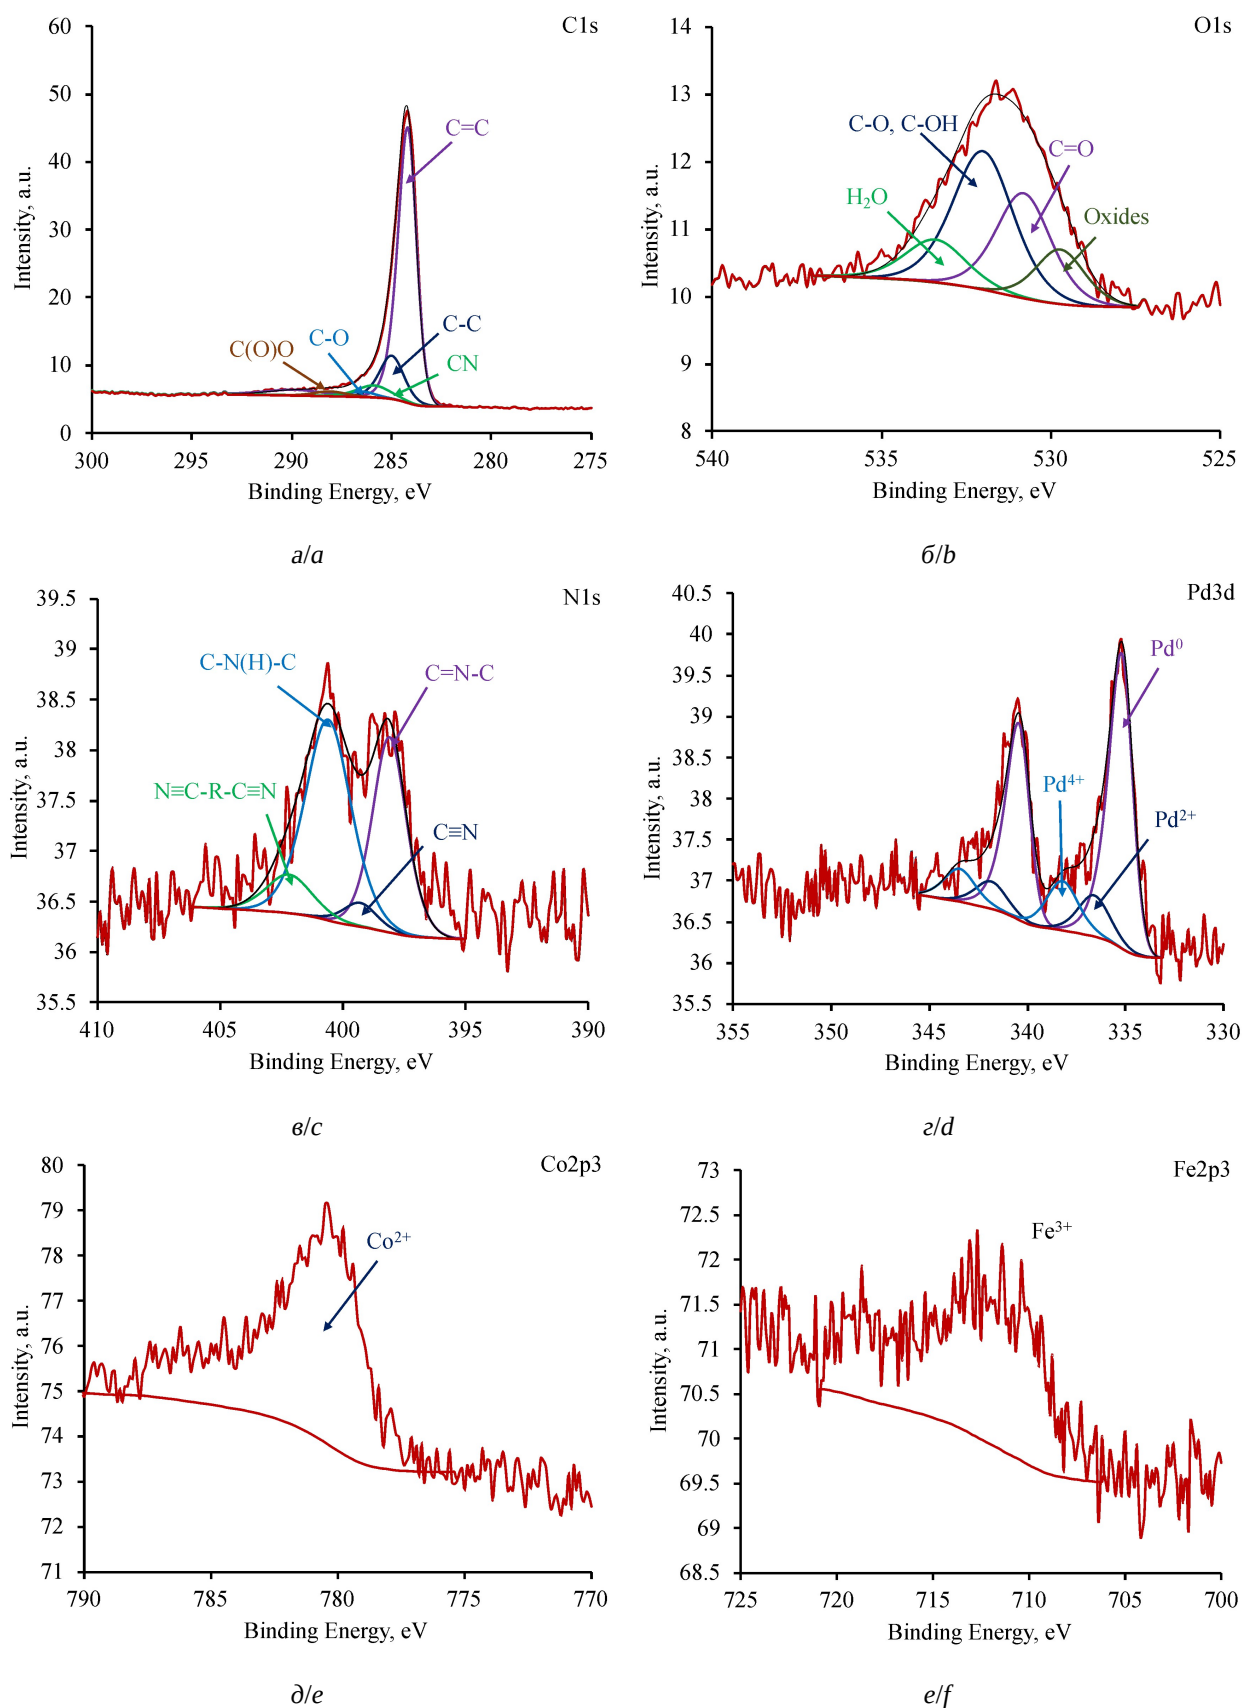 C1s
60
50
40
30
20
10
0
Intensity, a.u.
C=C
C-C
C-O
C(O)O
CN
300 295 290 285 280 275
Binding Energy, eV
а/a
O1s
14
13
12
11
10
9
8
Intensity, a.u.
C-O, C-OH
C=O
H₂O
Oxides
540 535 530 525
Binding Energy, eV
б/b
N1s
39.5
39
38.5
38
37.5
37
36.5
36
35.5
Intensity, a.u.
C-N(H)-C
C=N-C
N≡C-R-C≡N
C≡N
410 405 400 395 390
Binding Energy, eV
в/c
Pd3d
40.5
40
39.5
39
38.5
38
37.5
37
36.5
36
35.5
Intensity, a.u.
Pd⁰
Pd⁴⁺
Pd²⁺
355 350 345 340 335 330
Binding Energy, eV
г/d
Co2p3
80
79
78
77
76
75
74
73
72
71
Intensity, a.u.
Co²⁺
790 785 780 775 770
Binding Energy, eV
д/e
Fe2p3
73
72.5
72
71.5
71
70.5
70
69.5
69
68.5
Intensity, a.u.
Fe³⁺
725 720 715 710 705 700
Binding Energy, eV
е/f